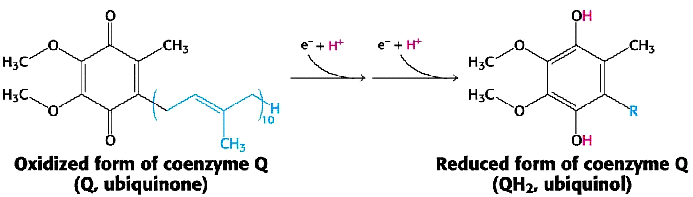 O
H₃C O CH₃
H₃C O
O
( )₁₀ H
CH₃
e⁻ + H⁺ e⁻ + H⁺
OH
H₃C O CH₃
H₃C O R
OH
Oxidized form of coenzyme Q
(Q, ubiquinone)
Reduced form of coenzyme Q
(QH₂, ubiquinol)